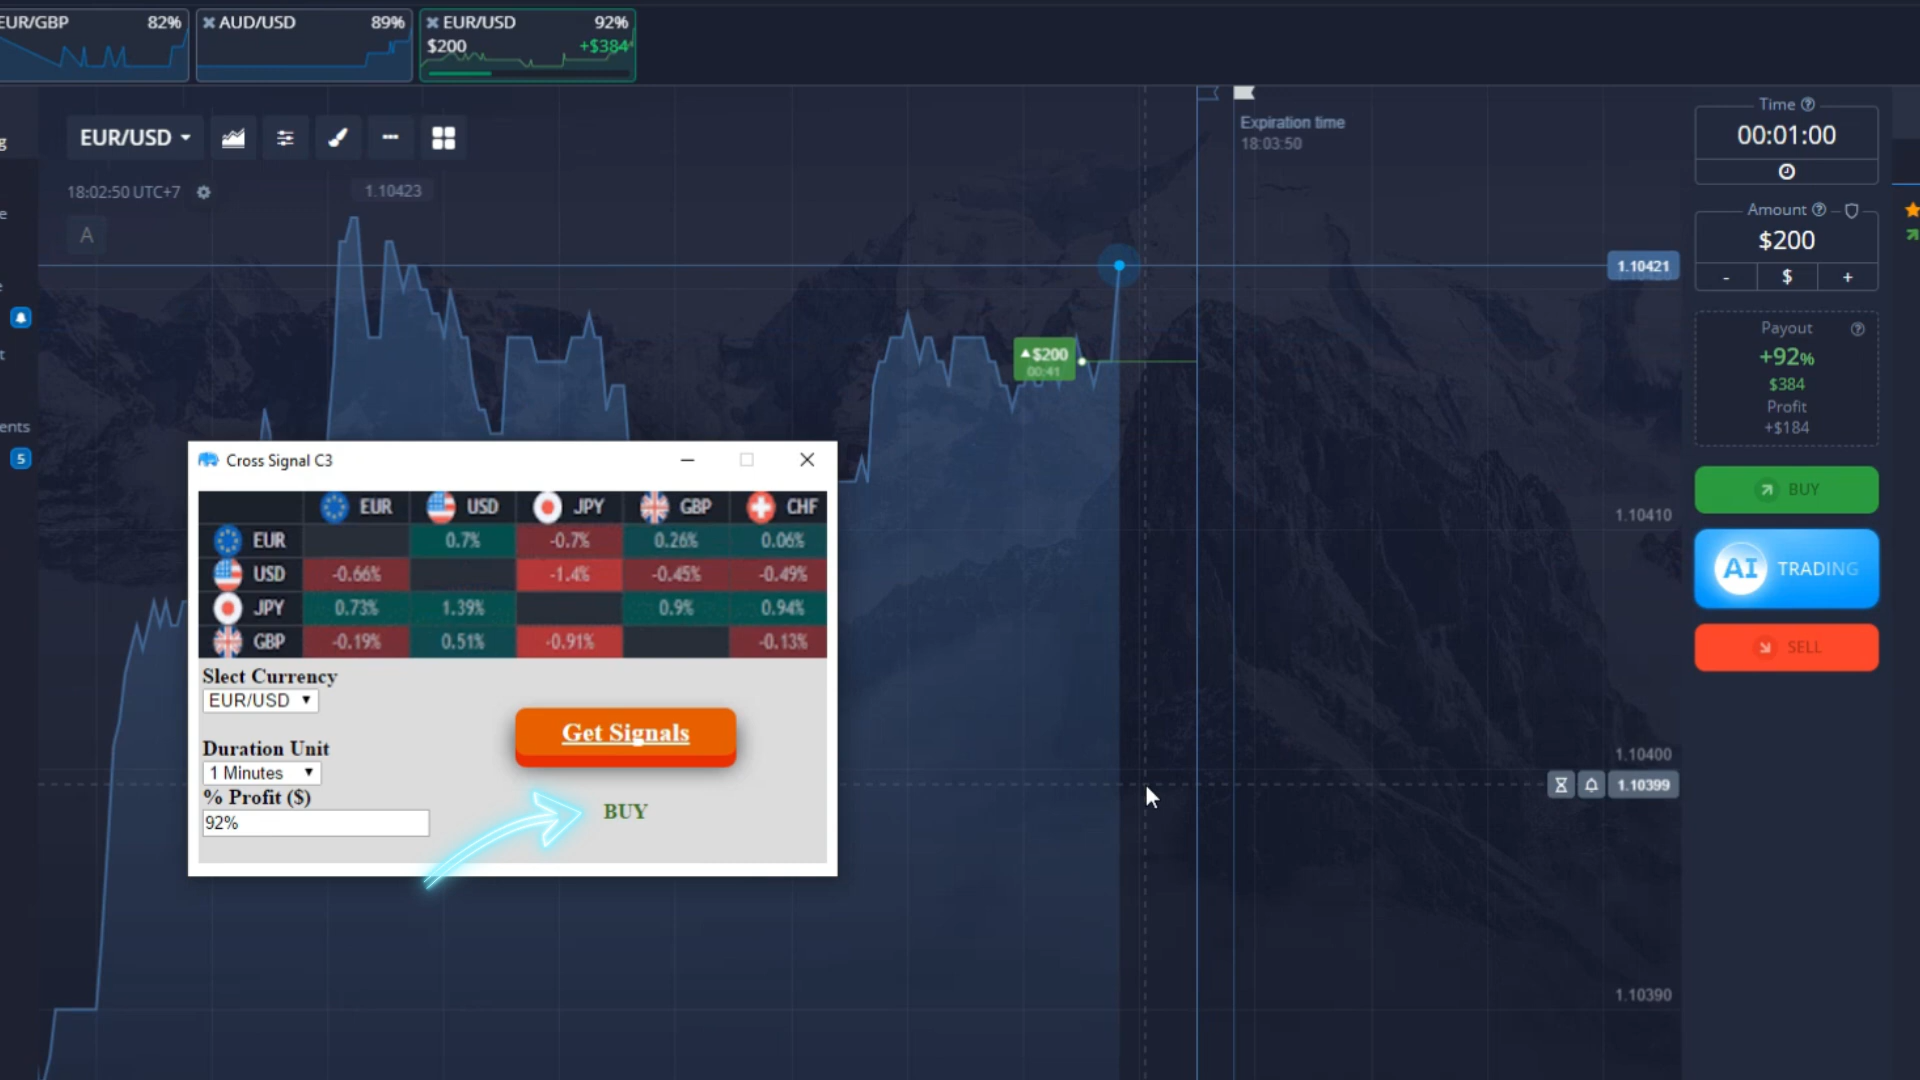 EUR/GBP 82%
AUD/USD 89%
EUR/USD 92%
$200 +$384
EUR/USD
18:02:50 UTC+7
1.10423
A
Expiration time
18:03:50
1.10421
$200
00:41
1.10410
1.10400
1.10399
1.10390
g
e
e
t
ents
5
Time
00:01:00
Amount
$200
- $ +
Payout
+92%
$384
Profit
+$184
BUY
AI TRADING
SELL
Cross Signal C3
EUR USD JPY GBP CHF
EUR 0.7% -0.7% 0.26% 0.06%
USD -0.66% -1.4% -0.45% -0.49%
JPY 0.73% 1.39% 0.9% 0.94%
GBP -0.19% 0.51% -0.91% -0.13%
Slect Currency
EUR/USD
Get Signals
Duration Unit
1 Minutes
% Profit ($)
92%
BUY